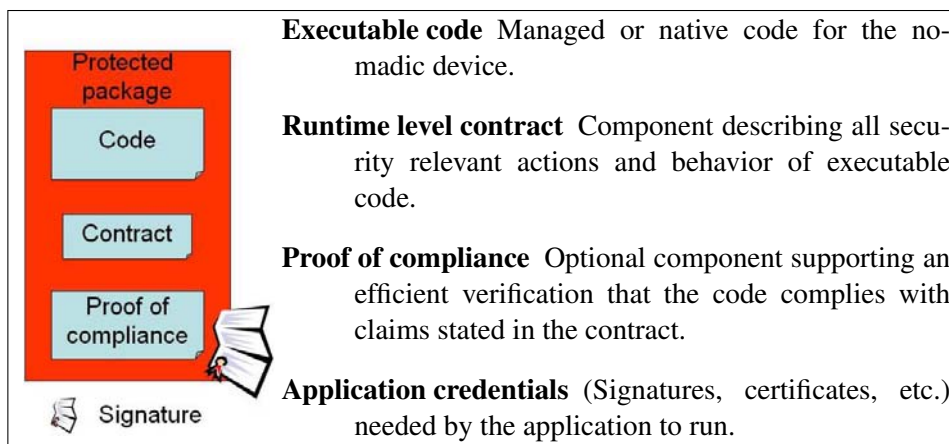 Protected
package
Code
Contract
Proof of
compliance
Signature
Executable code Managed or native code for the no-
madic device.
Runtime level contract Component describing all secu-
rity relevant actions and behavior of executable
code.
Proof of compliance Optional component supporting an
efficient verification that the code complies with
claims stated in the contract.
Application credentials (Signatures, certificates, etc.)
needed by the application to run.